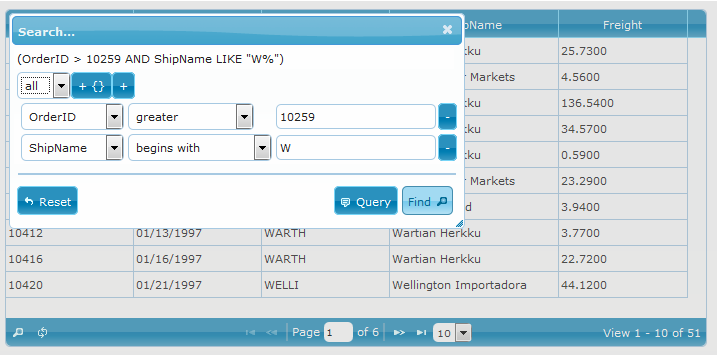 Search...
pName Freight
(OrderID > 10259 AND ShipName LIKE "W%")
all + {} +
OrderID greater 10259 -
ShipName begins with W -
Reset Query Find
kku 25.7300
r Markets 4.5600
kku 136.5400
kku 34.5700
kku 0.5900
r Markets 23.2900
d 3.9400
10412 01/13/1997 WARTH Wartian Herkku 3.7700
10416 01/16/1997 WARTH Wartian Herkku 22.7200
10420 01/21/1997 WELLI Wellington Importadora 44.1200
Page 1 of 6 10 View 1 - 10 of 51